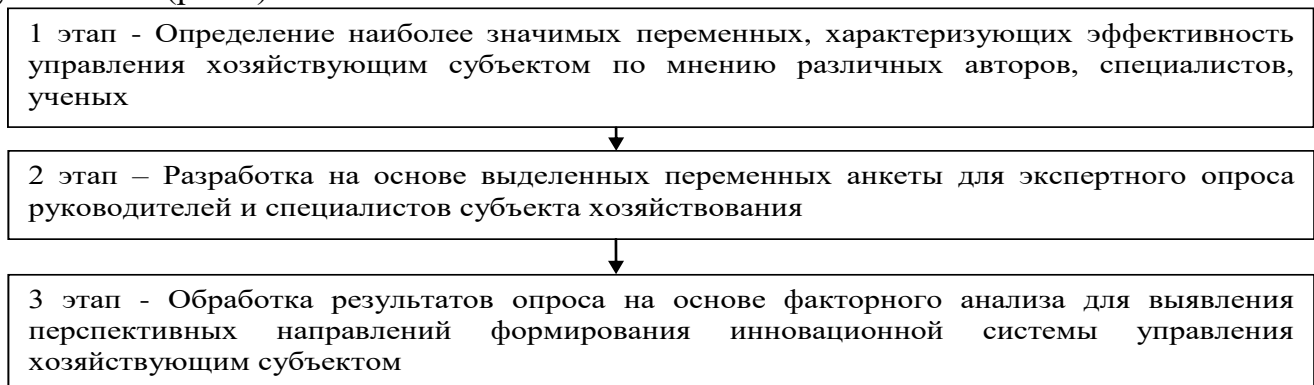 1 этап - Определение наиболее значимых переменных, характеризующих эффективность
управления хозяйствующим субъектом по мнению различных авторов, специалистов,
ученых
2 этап – Разработка на основе выделенных переменных анкеты для экспертного опроса
руководителей и специалистов субъекта хозяйствования
3 этап - Обработка результатов опроса на основе факторного анализа для выявления
перспективных направлений формирования инновационной системы управления
хозяйствующим субъектом